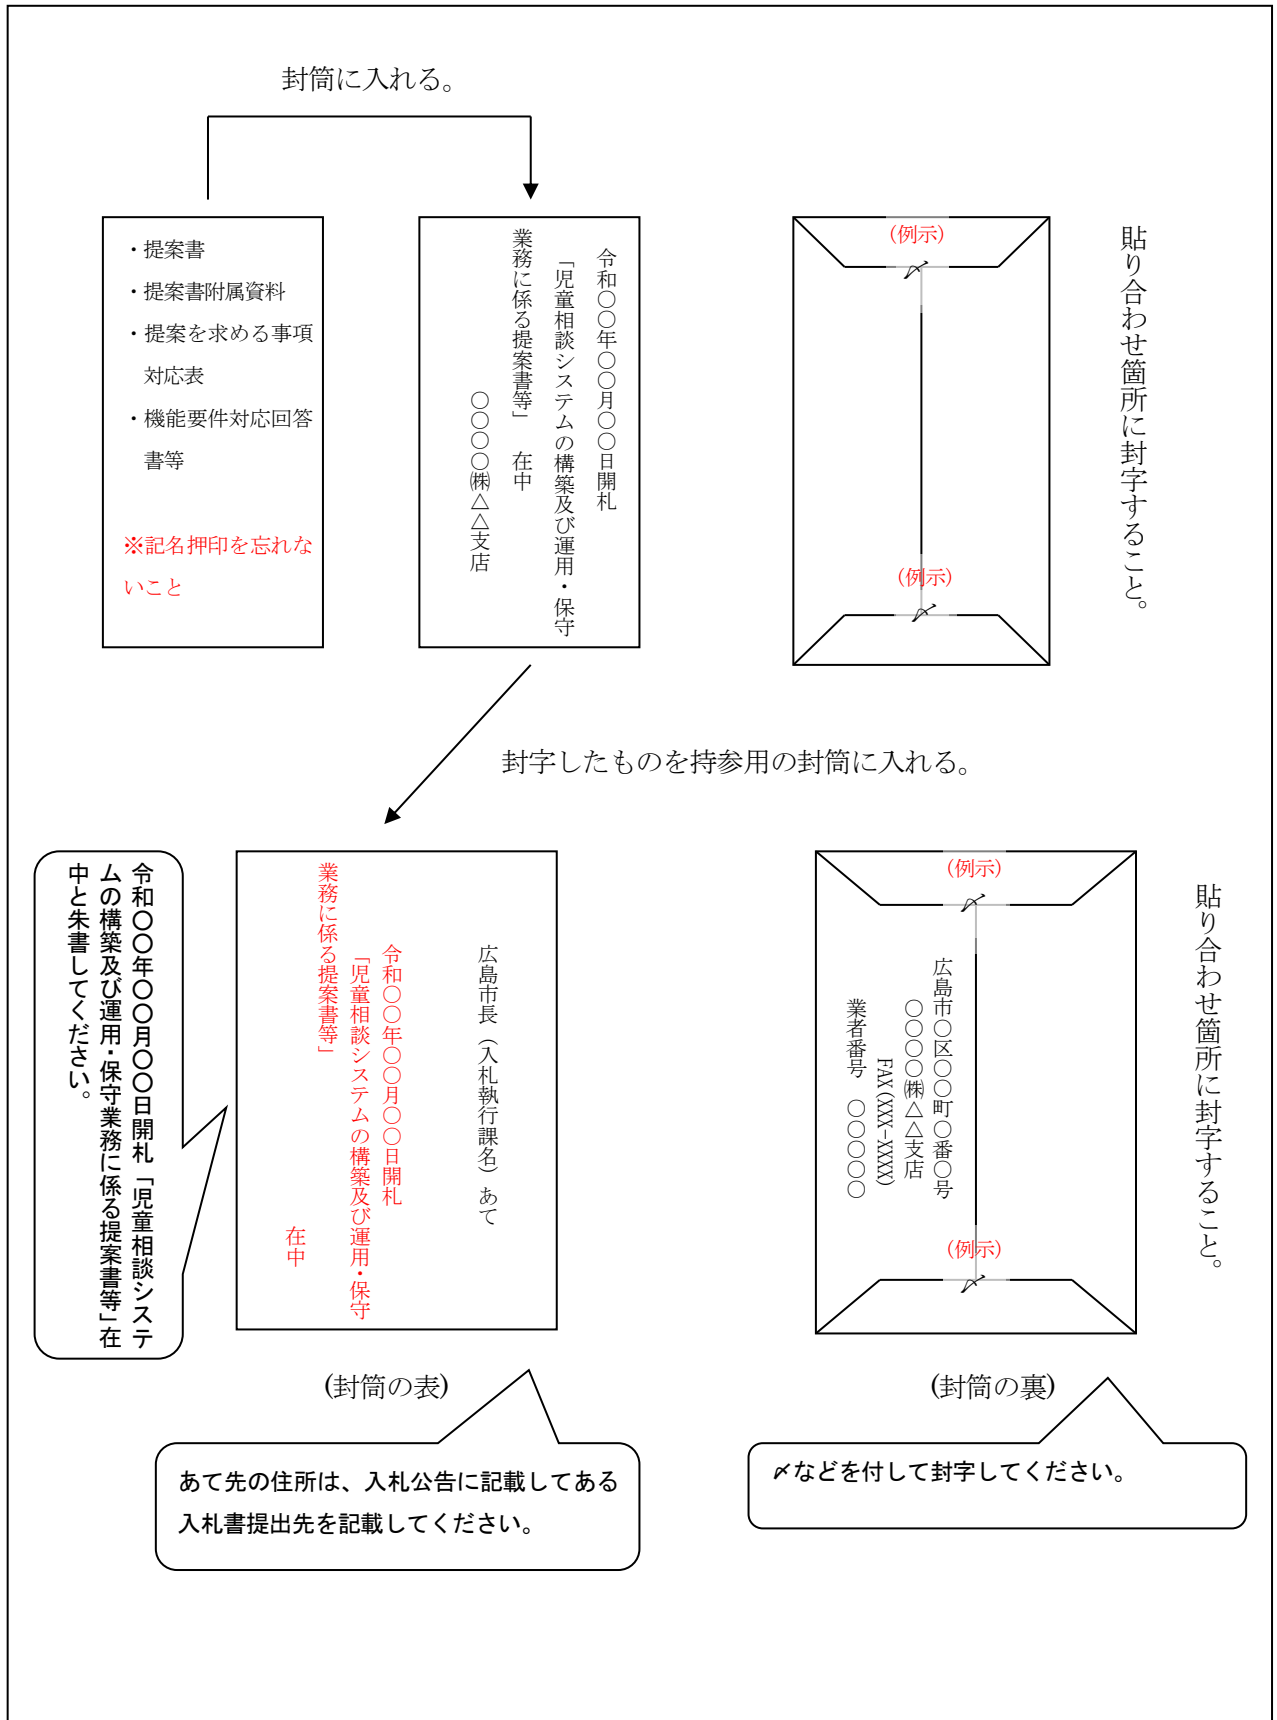 封筒に入れる。
・提案書
・提案書附属資料
・提案を求める事項
対応表
・機能要件対応回答
書等
※記名押印を忘れな
いこと
令和〇〇年〇〇月〇〇日開札
「児童相談システムの構築及び運用・保守
業務に係る提案書等」　在中
〇〇〇〇㈱△△支店
(例示)
〆
(例示)
〆
貼り合わせ箇所に封字すること。
封字したものを持参用の封筒に入れる。
令和〇〇年〇〇月〇〇日開札「児童相談システ
ムの構築及び運用・保守業務に係る提案書等」在
中と朱書してください。
広島市長（入札執行課名）あて
令和〇〇年〇〇月〇〇日開札
「児童相談システムの構築及び運用・保守
業務に係る提案書等」
在中
(例示)
〆
広島市〇区〇〇町〇番〇号
〇〇〇〇㈱△△支店
FAX(XXX-XXXX)
業者番号　〇〇〇〇〇
(例示)
〆
貼り合わせ箇所に封字すること。
(封筒の表)
(封筒の裏)
あて先の住所は、入札公告に記載してある
入札書提出先を記載してください。
〆などを付して封字してください。